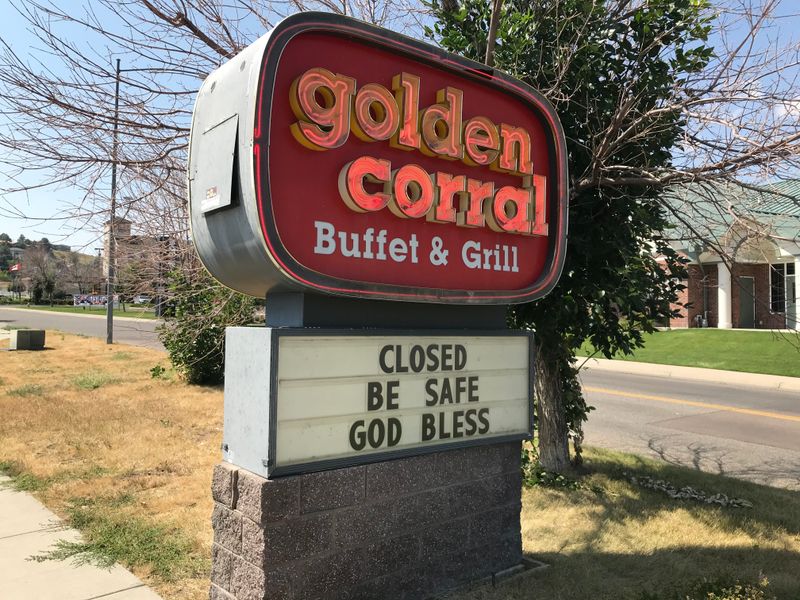 golden
corral
Buffet & Grill
CLOSED
BE SAFE
GOD BLESS